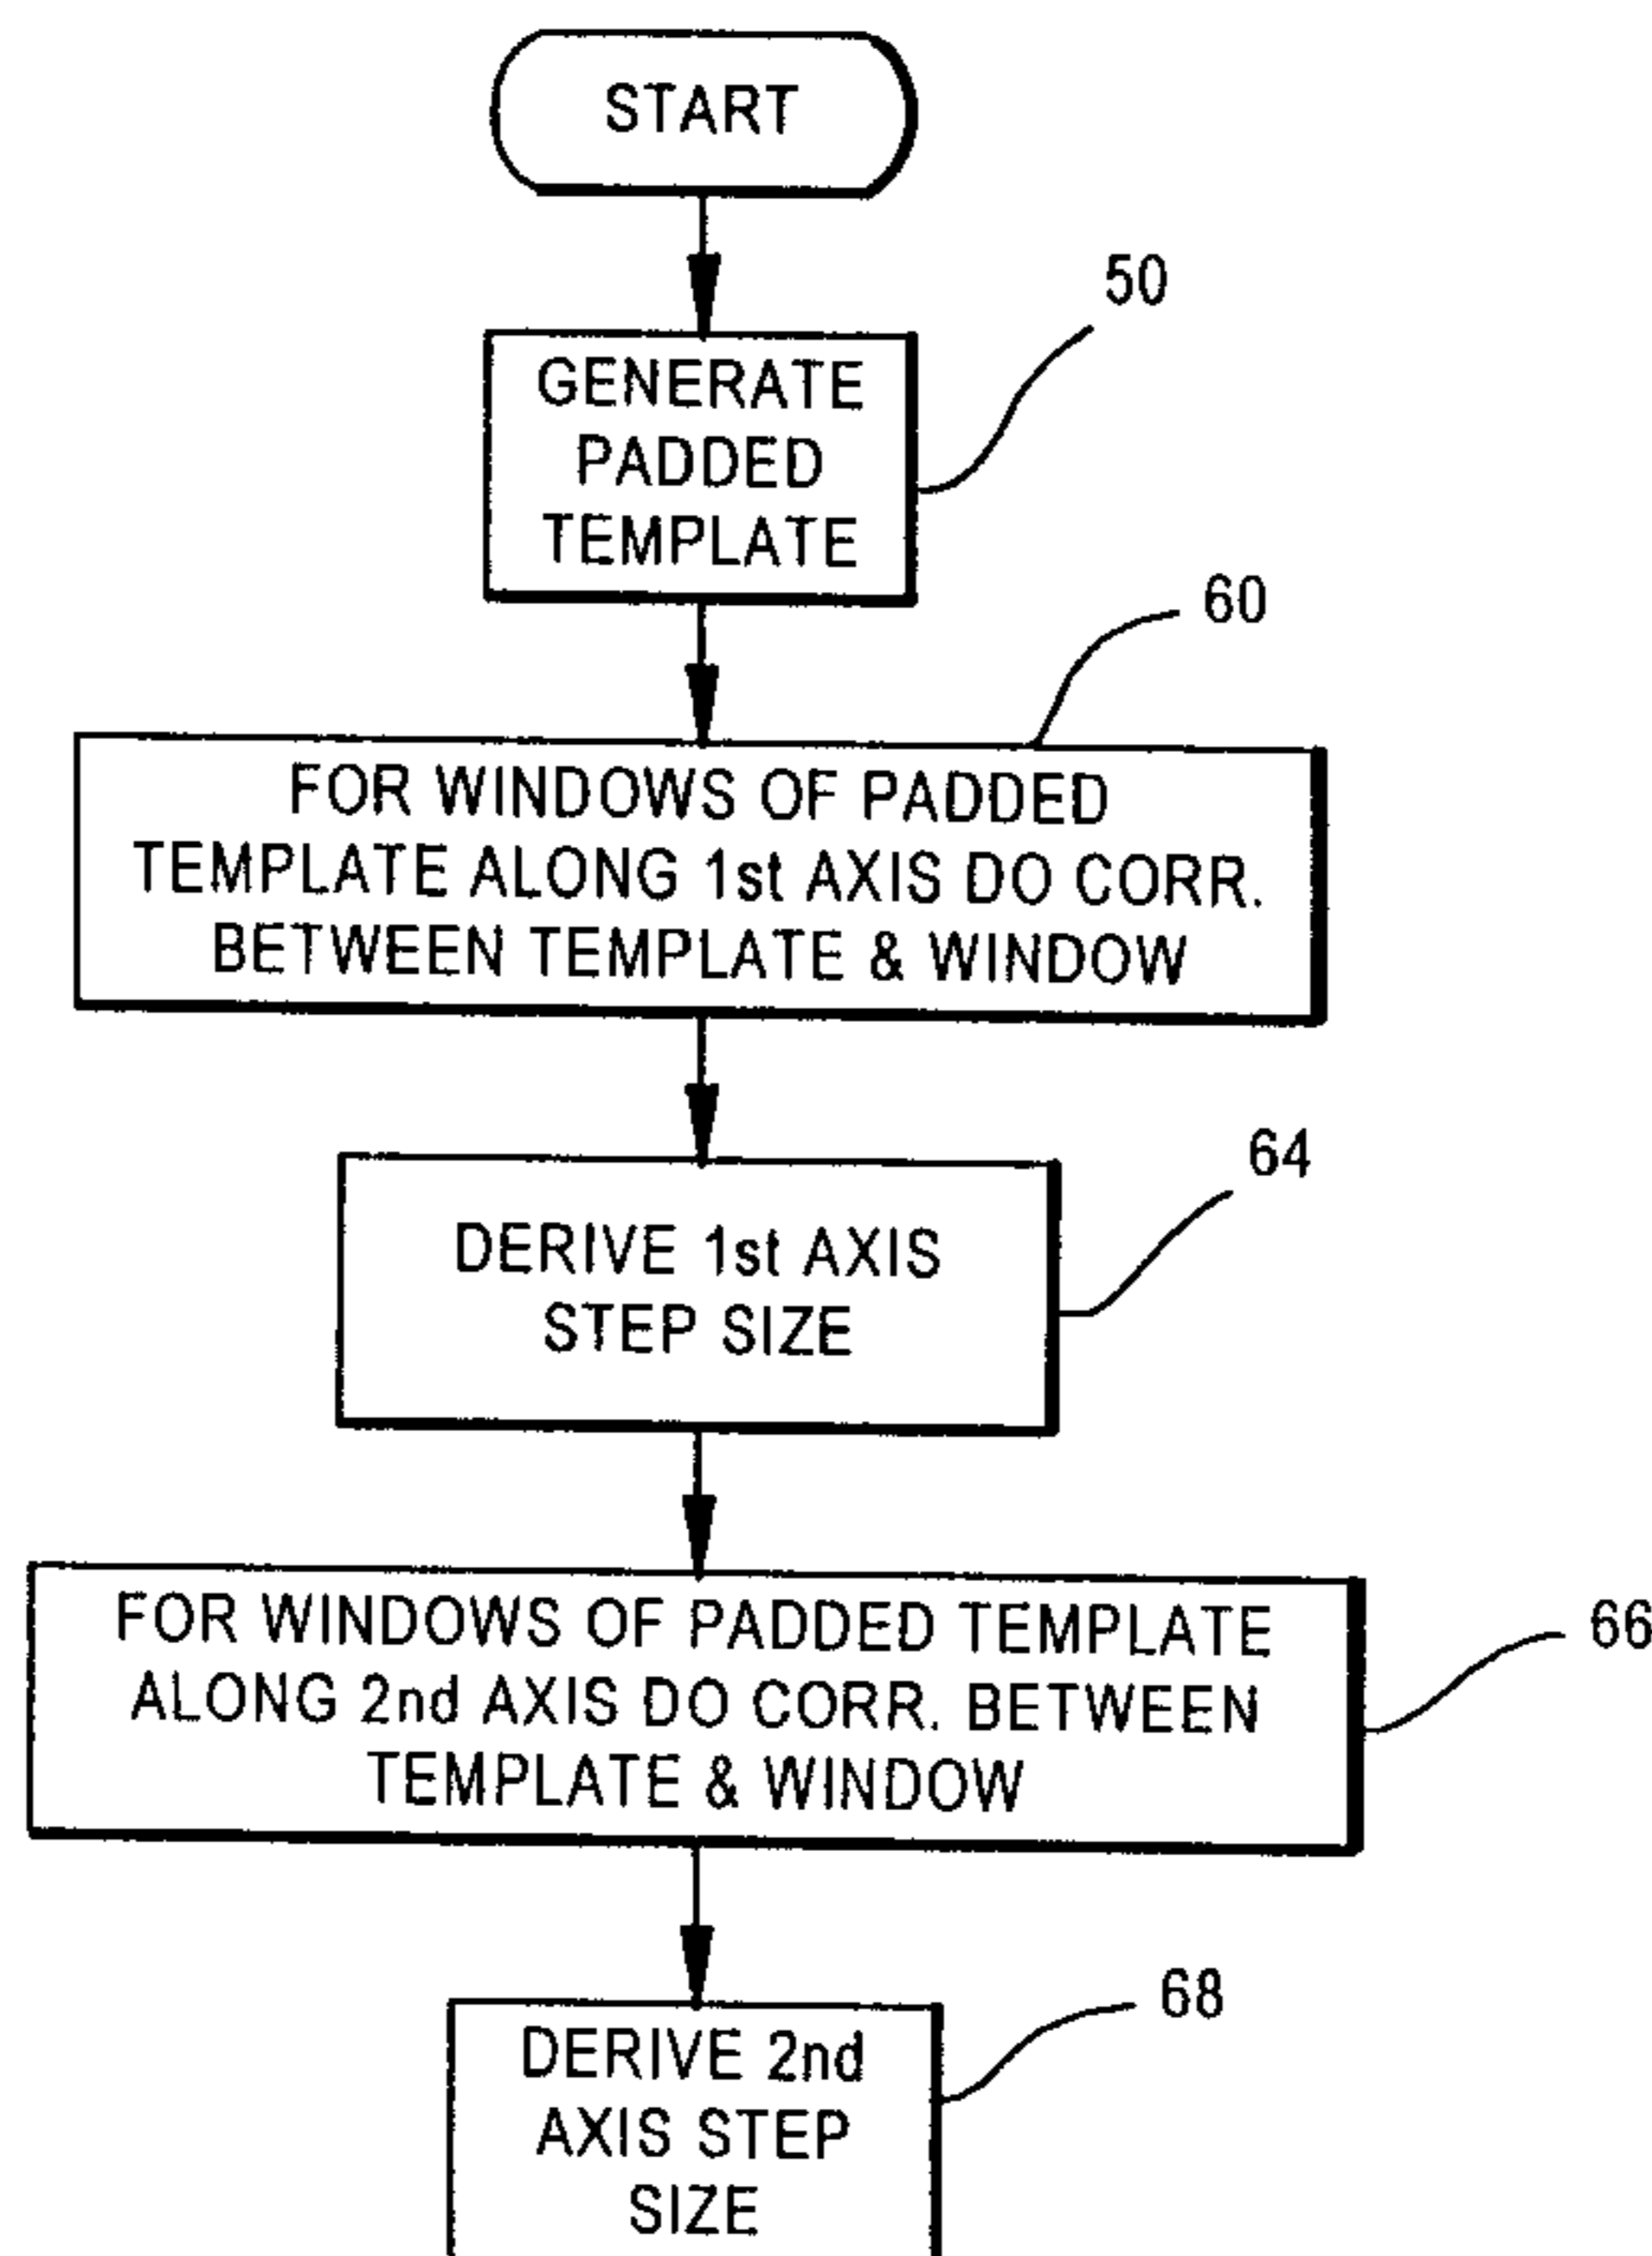 START
50
GENERATE
PADDED
TEMPLATE
60
FOR WINDOWS OF PADDED
TEMPLATE ALONG 1st AXIS DO CORR.
BETWEEN TEMPLATE & WINDOW
64
DERIVE 1st AXIS
STEP SIZE
66
FOR WINDOWS OF PADDED TEMPLATE
ALONG 2nd AXIS DO CORR. BETWEEN
TEMPLATE & WINDOW
68
DERIVE 2nd
AXIS STEP
SIZE